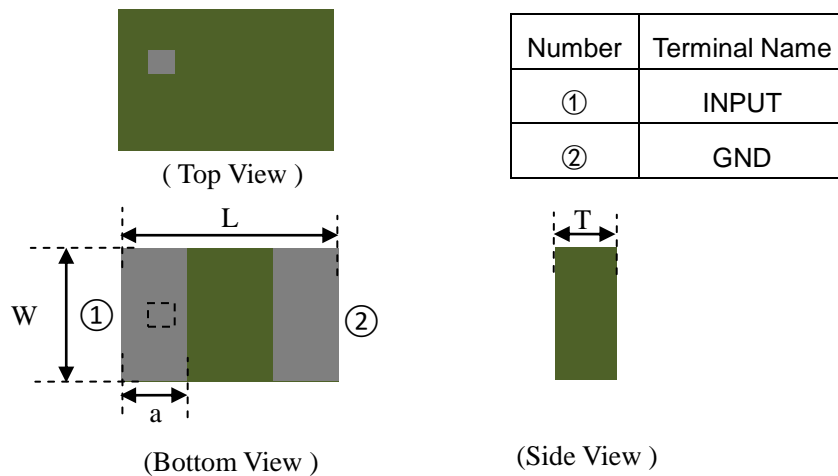 Number Terminal Name
① INPUT
② GND
( Top View )
L
T
W
①
②
a
(Bottom View )
(Side View )